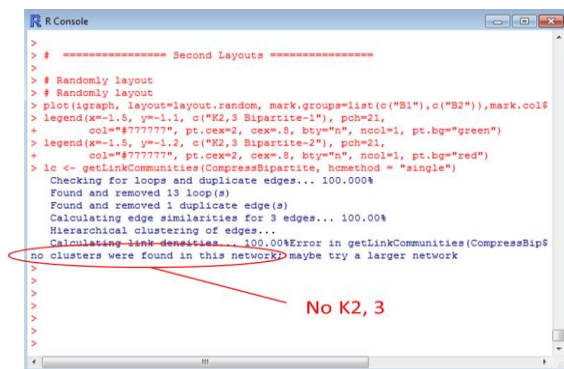 R Console
>
> # ================ Second Layouts ================
>
> # Randomly layout
> # Randomly layout
> plot(igraph, layout=layout.random, mark.groups=list(c("B1"),c("B2")),mark.col$
> legend(x=-1.5, y=-1.1, c("K2,3 Bipartite-1"), pch=21,
+ col="#777777", pt.cex=2, cex=.8, bty="n", ncol=1, pt.bg="green")
> legend(x=-1.5, y=-1.2, c("K2,3 Bipartite-2"), pch=21,
+ col="#777777", pt.cex=2, cex=.8, bty="n", ncol=1, pt.bg="red")
> lc <- getLinkCommunities(CompressBipartite, hcmethod = "single")
Checking for loops and duplicate edges... 100.000%
Found and removed 13 loop(s)
Found and removed 1 duplicate edge(s)
Calculating edge similarities for 3 edges... 100.00%
Hierarchical clustering of edges...
Calculating link densities... 100.00%Error in getLinkCommunities(CompressBip$
no clusters were found in this network; maybe try a larger network
>
>
>
No K2, 3
>
>
>